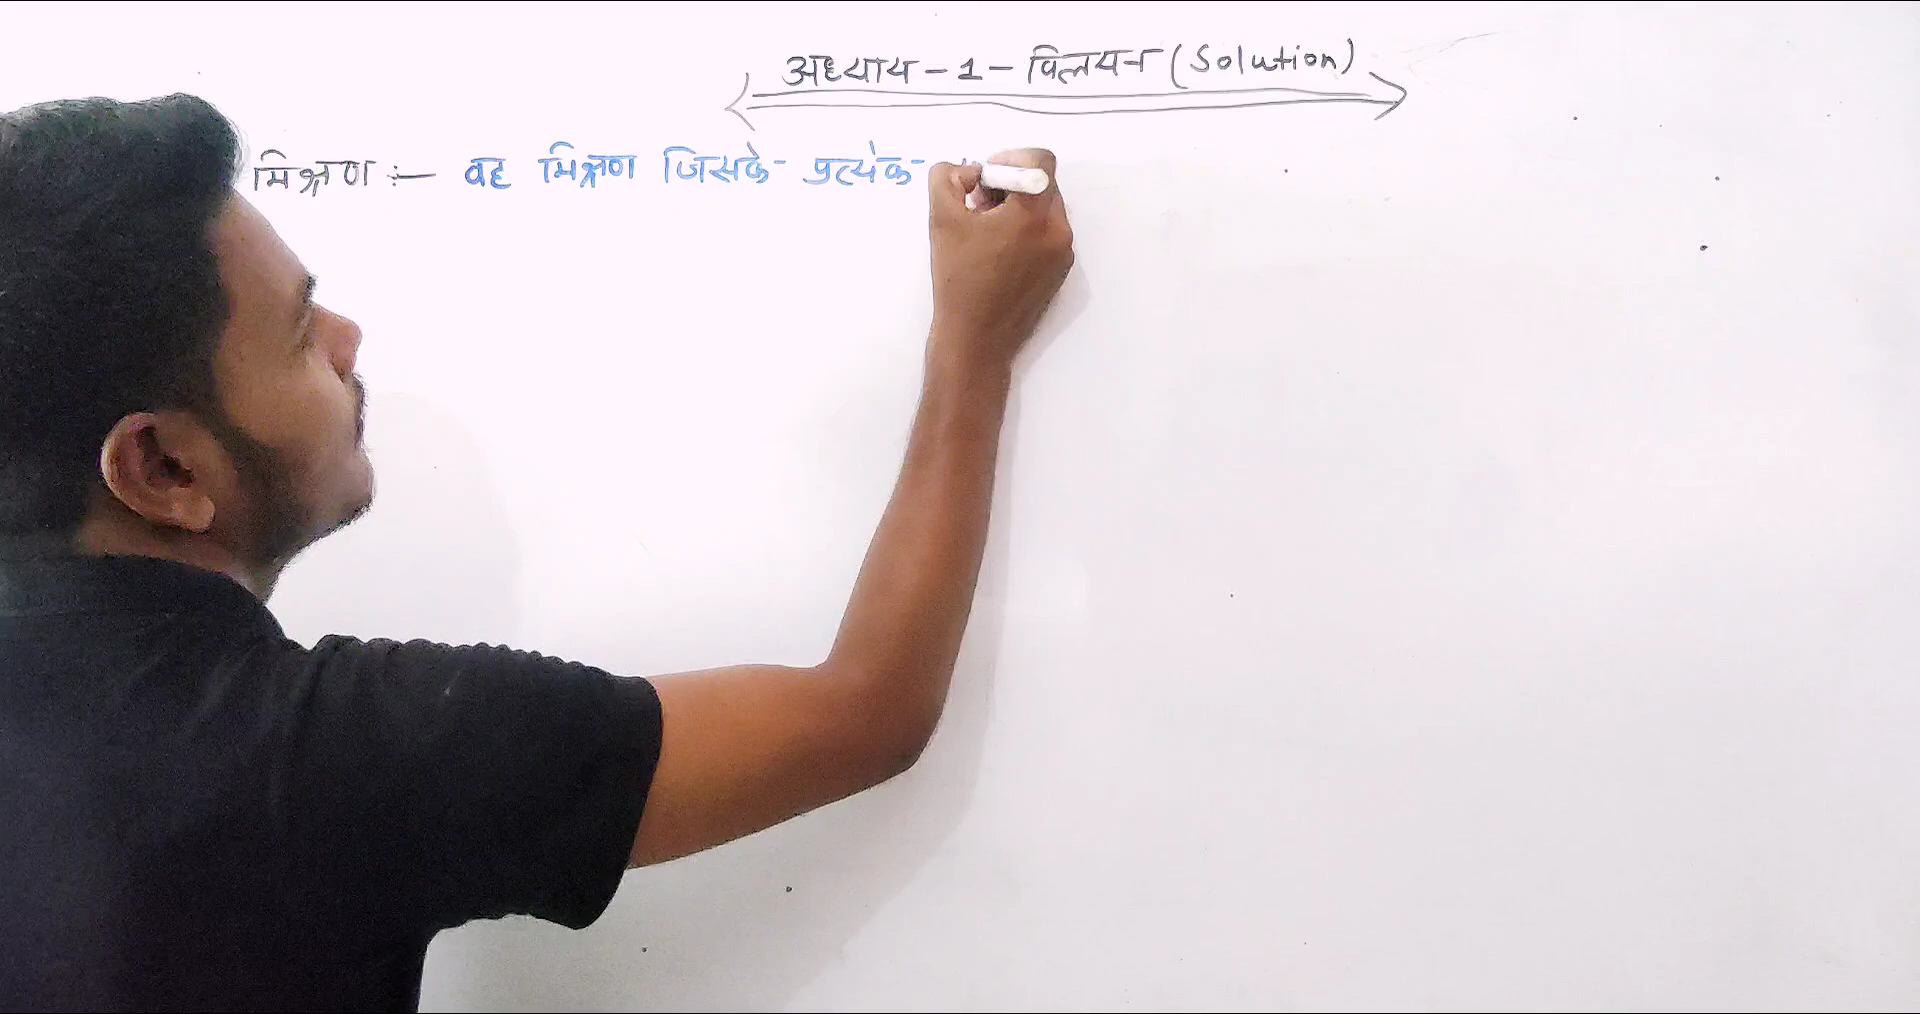 अध्याय - 1 - विलयन (Solution)
मिश्रण :- वह मिश्रण जिसके प्रत्येक